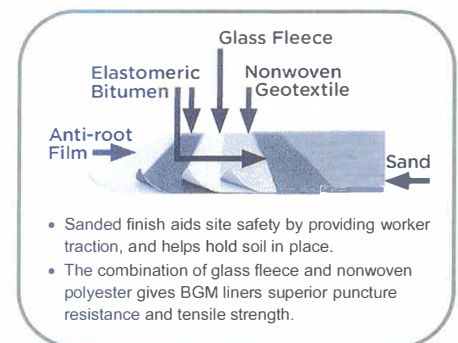 Glass Fleece
Elastomeric
Bitumen
Nonwoven
Geotextile
Anti-root
Film
Sand
• Sanded finish aids site safety by providing worker
traction, and helps hold soil in place.
• The combination of glass fleece and nonwoven
polyester gives BGM liners superior puncture
resistance and tensile strength.